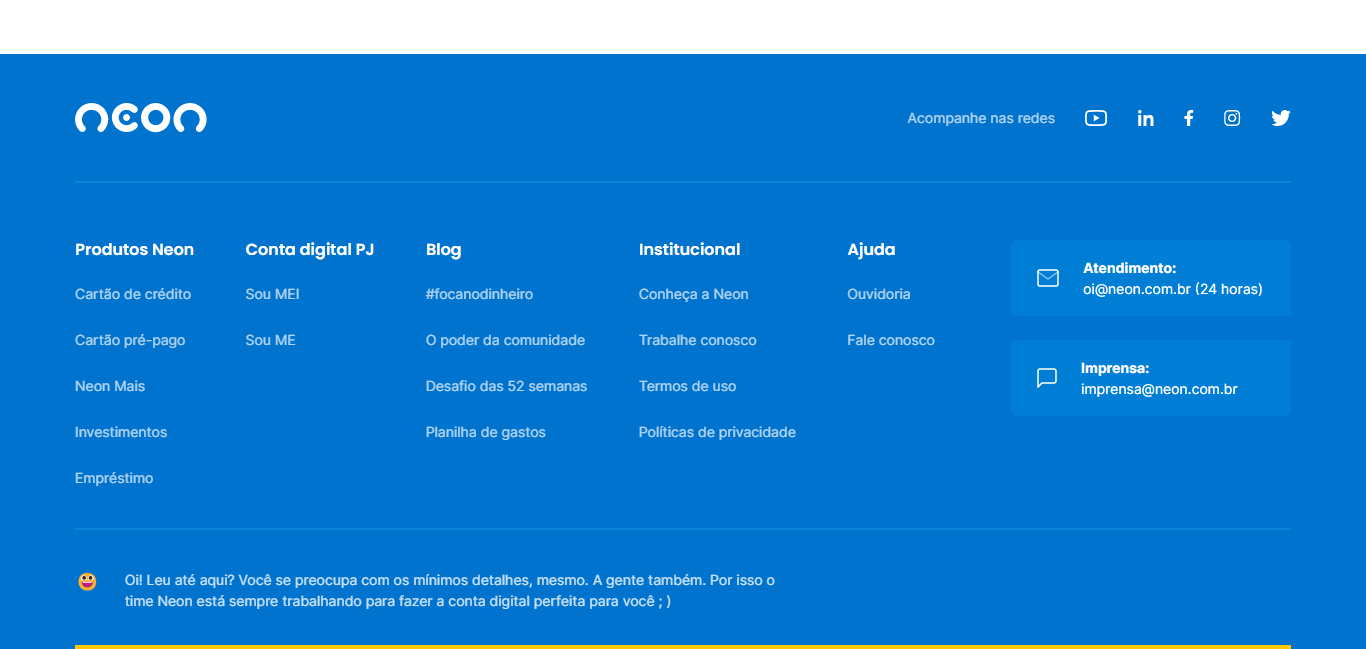 neon
Acompanhe nas redes
Produtos Neon
Cartão de crédito
Cartão pré-pago
Neon Mais
Investimentos
Empréstimo
Conta digital PJ
Sou MEI
Sou ME
Blog
#focanodinheiro
O poder da comunidade
Desafio das 52 semanas
Planilha de gastos
Institucional
Conheça a Neon
Trabalhe conosco
Termos de uso
Políticas de privacidade
Ajuda
Ouvidoria
Fale conosco
Atendimento:
oi@neon.com.br (24 horas)
Imprensa:
imprensa@neon.com.br
Oi! Leu até aqui? Você se preocupa com os mínimos detalhes, mesmo. A gente também. Por isso o
time Neon está sempre trabalhando para fazer a conta digital perfeita para você ; )